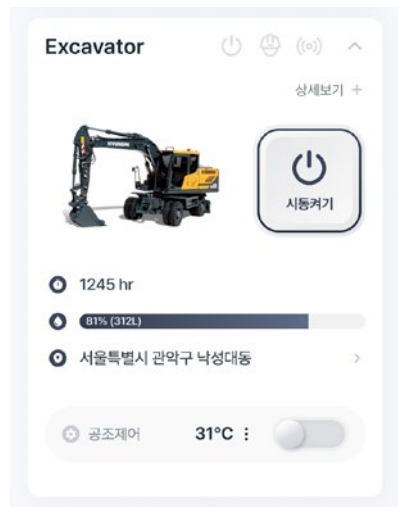 Excavator
상세보기 +
HYUNDAI
시동켜기
1245 hr
81% (312L)
서울특별시 관악구 낙성대동
공조제어 31°C